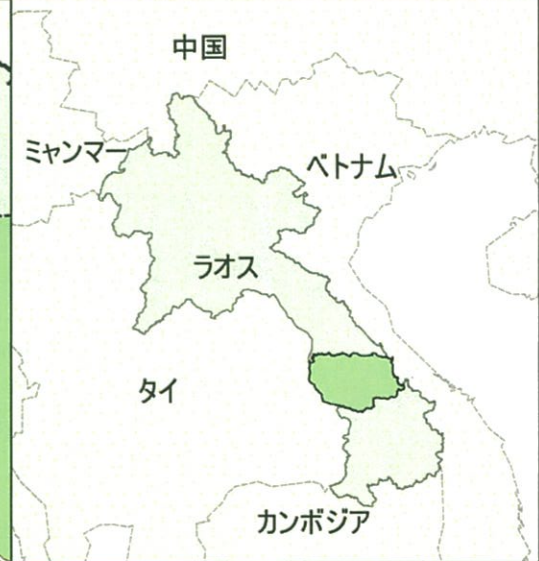 中国
ミャンマー
ベトナム
ラオス
タイ
カンボジア